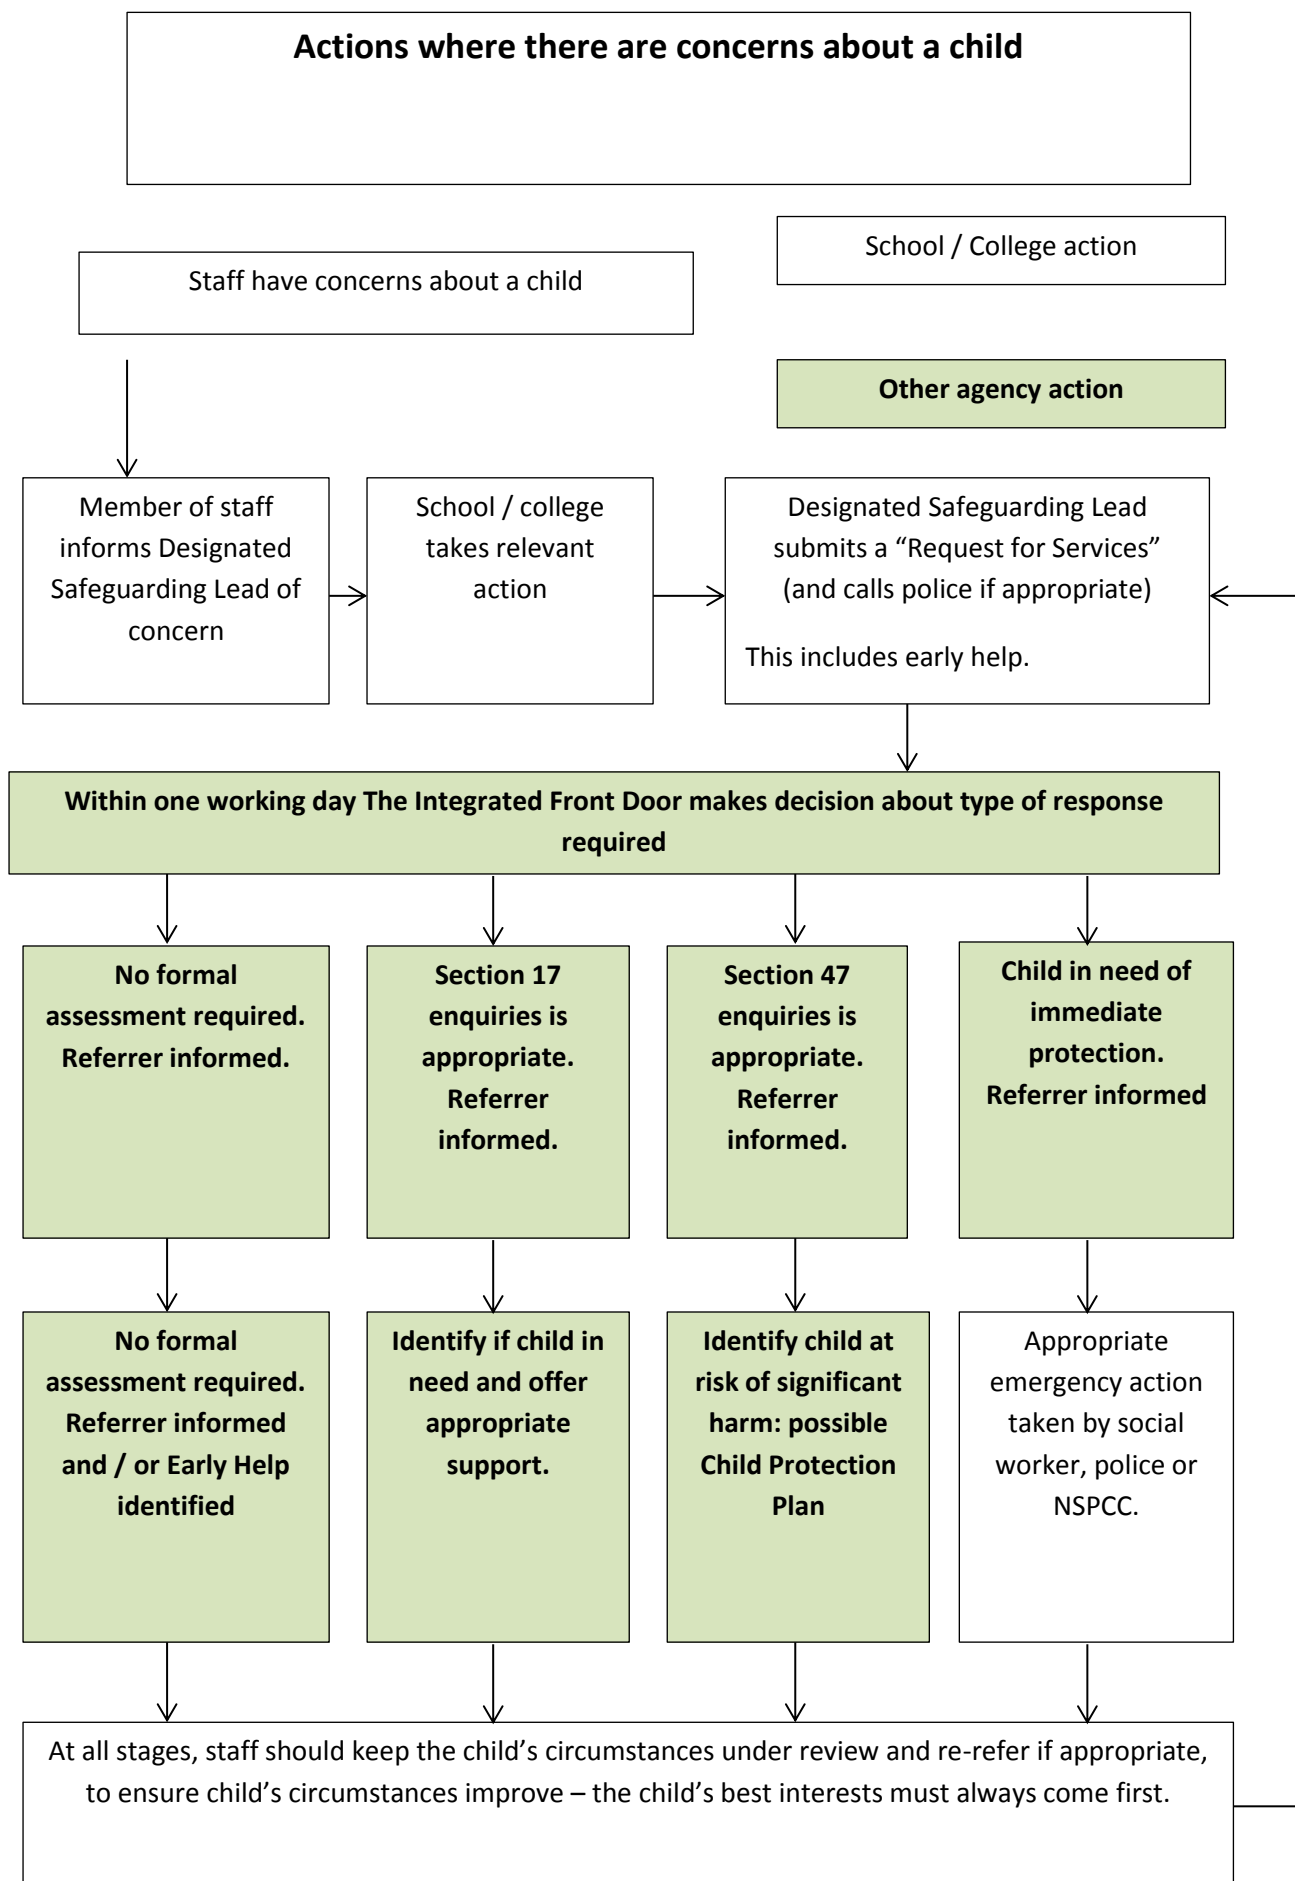 Actions where there are concerns about a child
School / College action
Staff have concerns about a child
Other agency action
Member of staff
informs Designated
Safeguarding Lead of
concern
School / college
takes relevant
action
Designated Safeguarding Lead
submits a “Request for Services”
(and calls police if appropriate)
This includes early help.
Within one working day The Integrated Front Door makes decision about type of response
required
No formal
assessment required.
Referrer informed.
Section 17
enquiries is
appropriate.
Referrer
informed.
Section 47
enquiries is
appropriate.
Referrer
informed.
Child in need of
immediate
protection.
Referrer informed
No formal
assessment required.
Referrer informed
and / or Early Help
identified
Identify if child in
need and offer
appropriate
support.
Identify child at
risk of significant
harm: possible
Child Protection
Plan
Appropriate
emergency action
taken by social
worker, police or
NSPCC.
At all stages, staff should keep the child’s circumstances under review and re-refer if appropriate,
to ensure child’s circumstances improve – the child’s best interests must always come first.